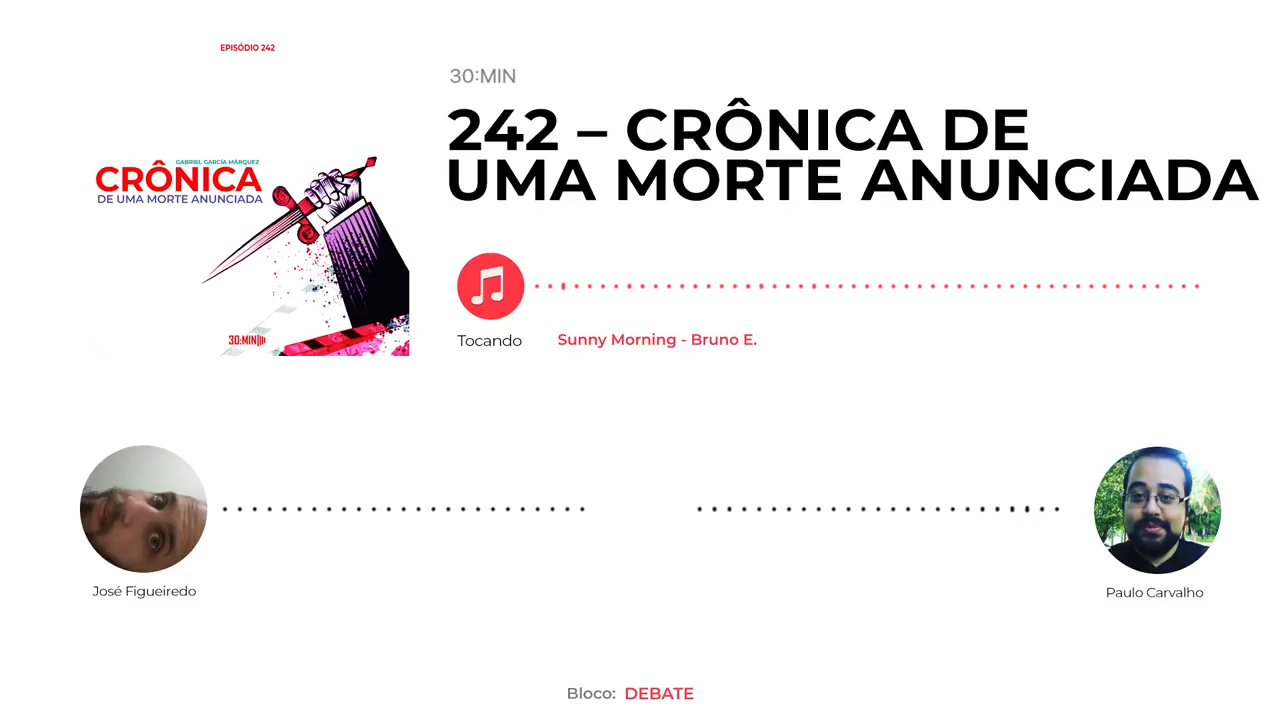 EPISÓDIO 242
GABRIEL GARCÍA MÁRQUEZ
CRÔNICA
DE UMA MORTE ANUNCIADA
30:MIN
30:MIN
242 – CRÔNICA DE
UMA MORTE ANUNCIADA
Tocando
Sunny Morning - Bruno E.
José Figueiredo
Paulo Carvalho
Bloco: DEBATE